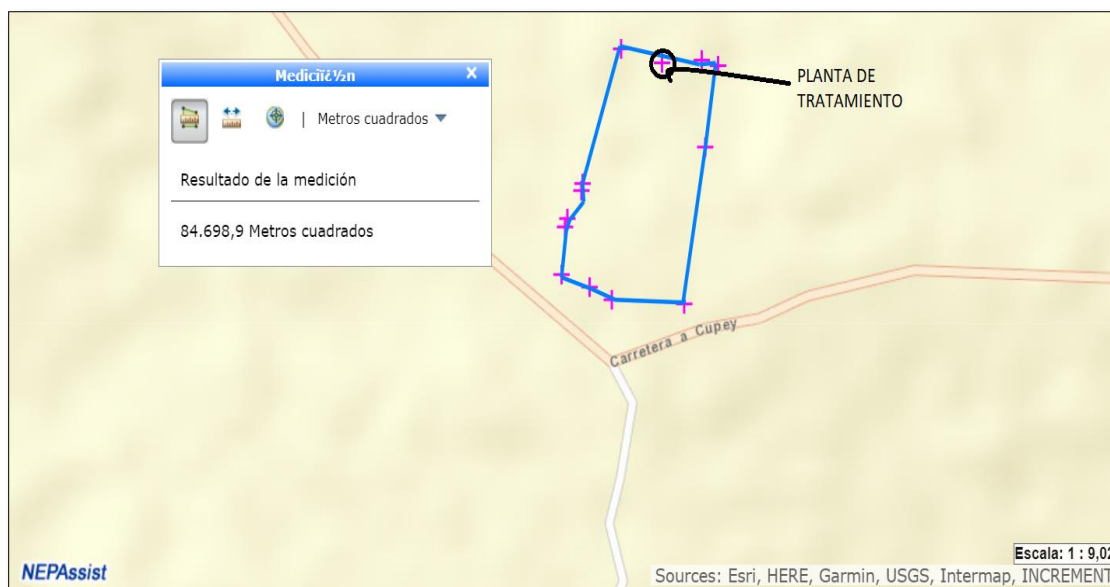 Mediciïï¿½n
X
| Metros cuadrados
Resultado de la medición
84.698,9 Metros cuadrados
PLANTA DE
TRATAMIENTO
Carretera a Cupey
Escala: 1 : 9,02
NEPAssist
Sources: Esri, HERE, Garmin, USGS, Intermap, INCREMENT